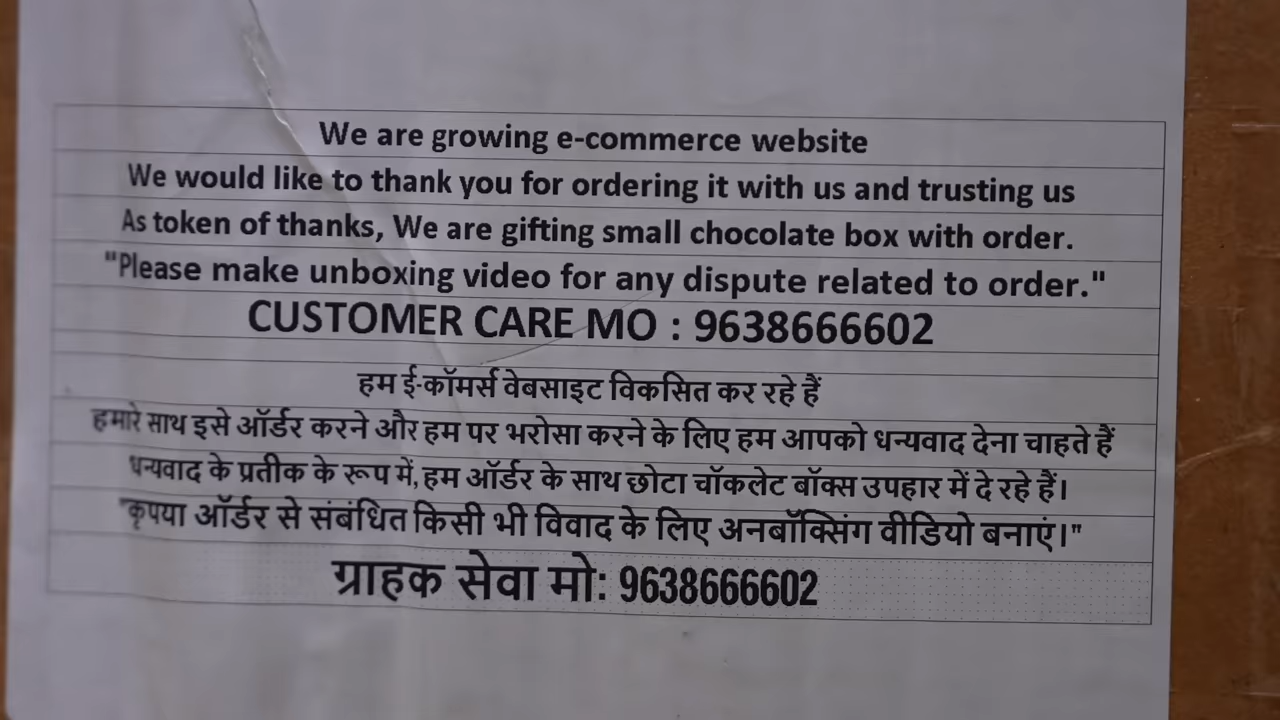 We are growing e-commerce website
We would like to thank you for ordering it with us and trusting us
As token of thanks, We are gifting small chocolate box with order.
"Please make unboxing video for any dispute related to order."
CUSTOMER CARE MO : 9638666602
हम ई-कॉमर्स वेबसाइट विकसित कर रहे हैं
हमारे साथ इसे ऑर्डर करने और हम पर भरोसा करने के लिए हम आपको धन्यवाद देना चाहते हैं
धन्यवाद के प्रतीक के रूप में, हम ऑर्डर के साथ छोटा चॉकलेट बॉक्स उपहार में दे रहे हैं।
"कृपया ऑर्डर से संबंधित किसी भी विवाद के लिए अनबॉक्सिंग वीडियो बनाएं।"
ग्राहक सेवा मो: 9638666602